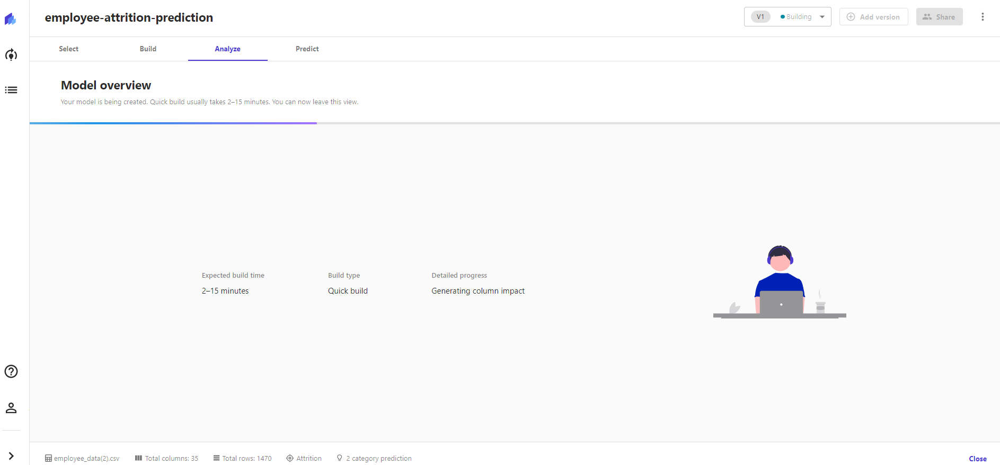 employee-attrition-prediction
V1 Building
Add version
Share
Select
Build
Analyze
Predict
Model overview
Your model is being created. Quick build usually takes 2–15 minutes. You can now leave this view.
Expected build time
2–15 minutes
Build type
Quick build
Detailed progress
Generating column impact
employee_data(2).csv
Total columns: 35
Total rows: 1470
Attrition
2 category prediction
Close